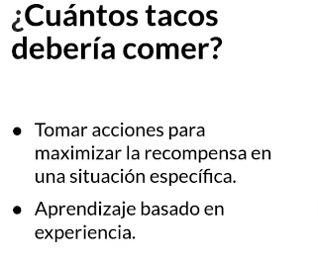 ¿Cuántos tacos
debería comer?
● Tomar acciones para
maximizar la recompensa en
una situación específica.
● Aprendizaje basado en
experiencia.